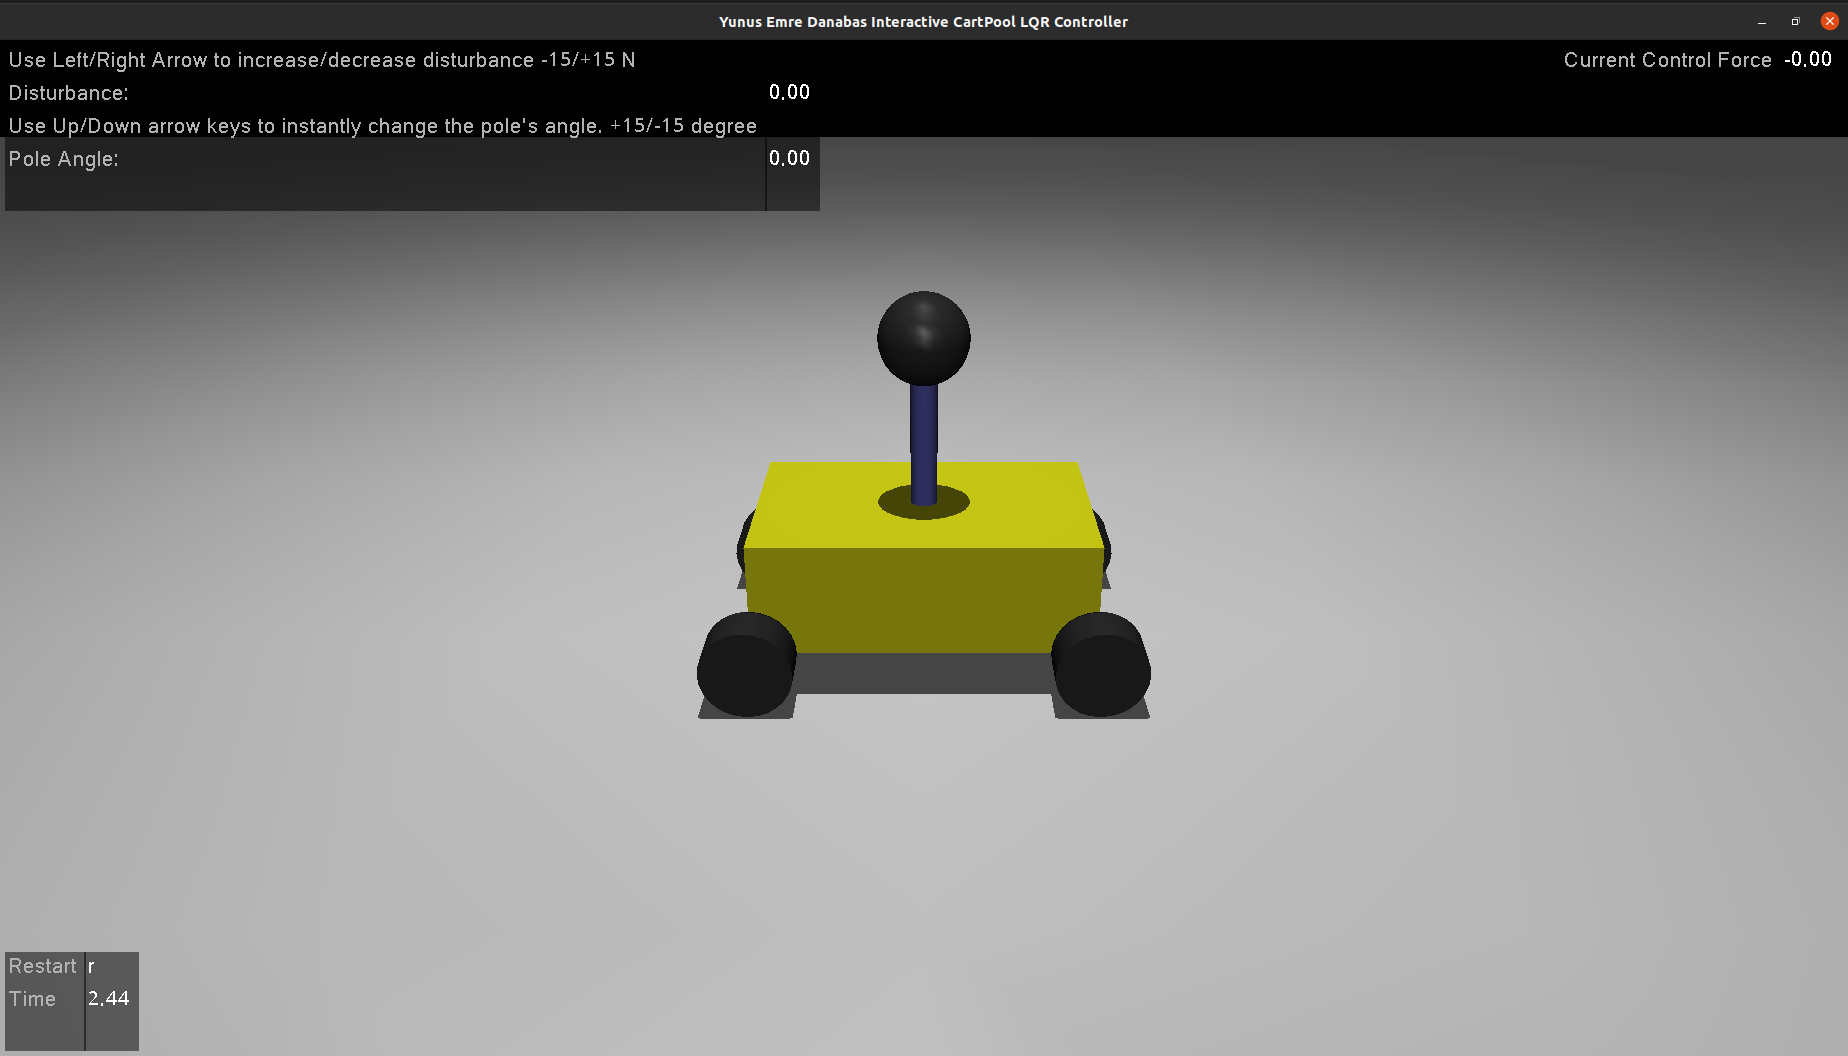 Yunus Emre Danabas Interactive CartPool LQR Controller
Use Left/Right Arrow to increase/decrease disturbance -15/+15 N
Current Control Force -0.00
Disturbance: 0.00
Use Up/Down arrow keys to instantly change the pole's angle. +15/-15 degree
Pole Angle: 0.00
Restart r
Time 2.44